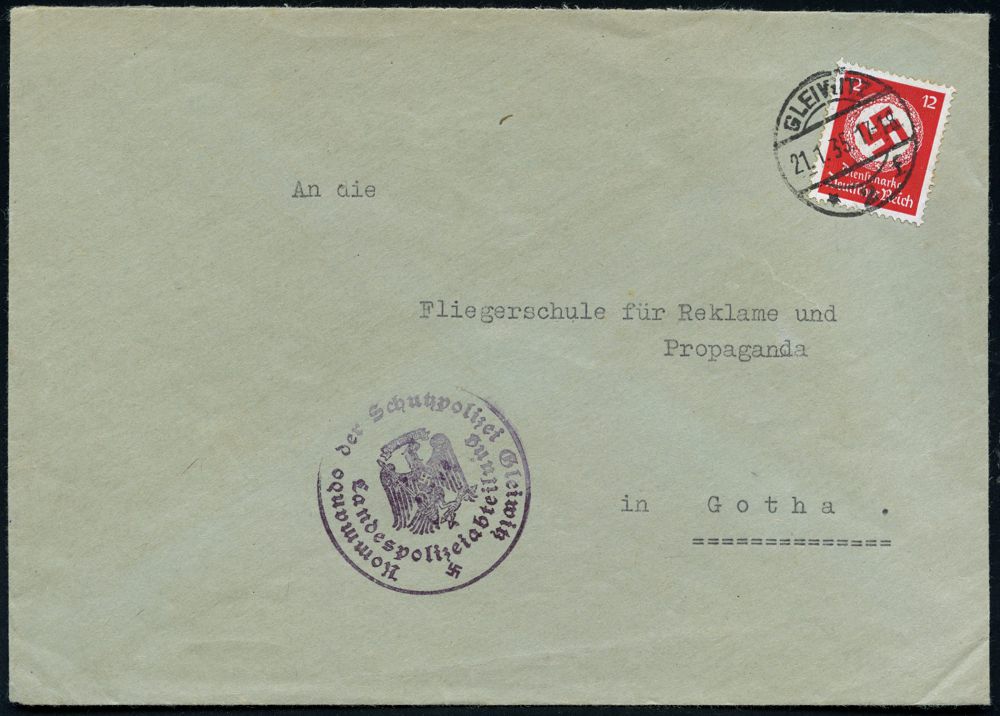 12 12
Dienstmarke
Deutsches Reich
GLEIWITZ
21.1.35.
An die
Fliegerschule für Reklame und
Propaganda
Kommando der Schutzpolizei Gleiwitz
Landespolizeiabteilung
in Gotha .